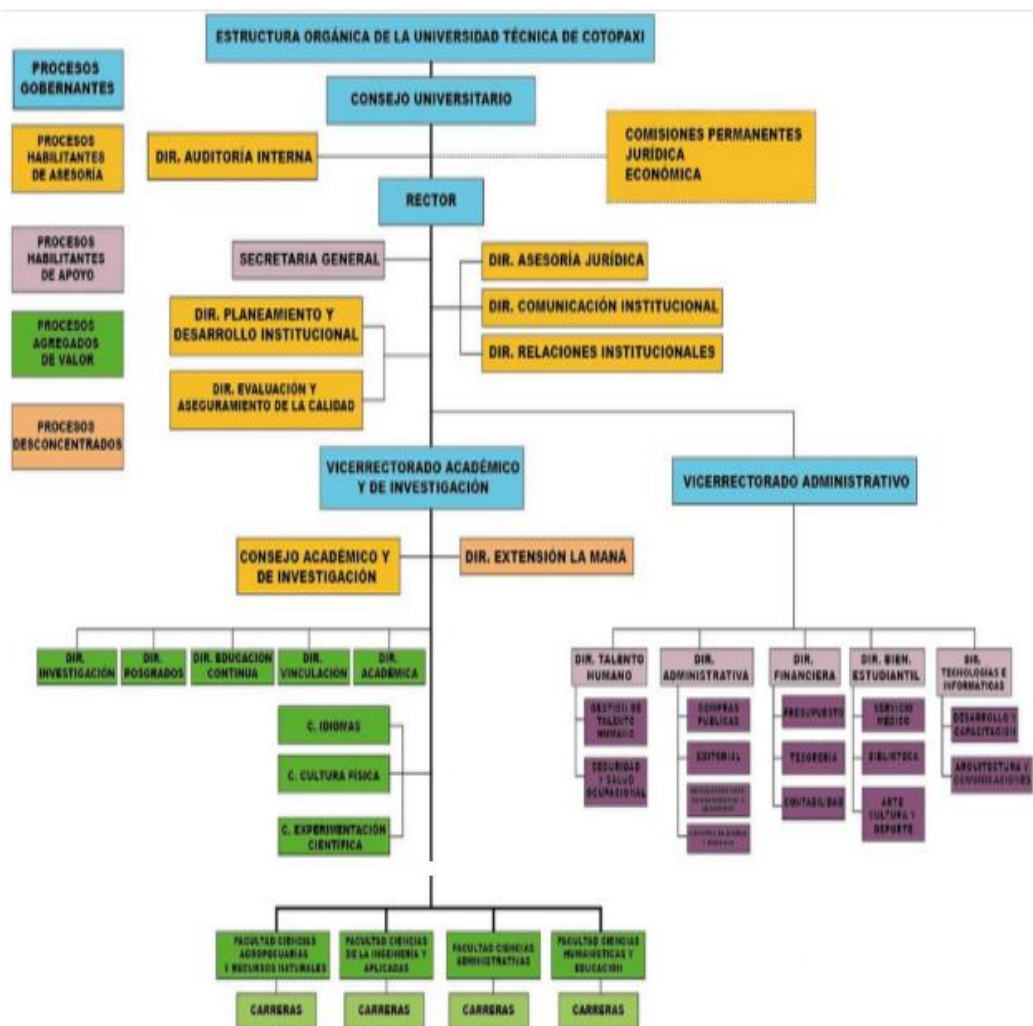 ESTRUCTURA ORGÁNICA DE LA UNIVERSIDAD TÉCNICA DE COTOPAXI
PROCESOS
GOBERNANTES
CONSEJO UNIVERSITARIO
PROCESOS
HABILITANTES
DE ASESORÍA
DIR. AUDITORÍA INTERNA
COMISIONES PERMANENTES
JURÍDICA
ECONÓMICA
RECTOR
PROCESOS
HABILITANTES
DE APOYO
SECRETARIA GENERAL
DIR. ASESORÍA JURÍDICA
DIR. COMUNICACIÓN INSTITUCIONAL
DIR. RELACIONES INSTITUCIONALES
DIR. PLANEAMIENTO Y
DESARROLLO INSTITUCIONAL
PROCESOS
AGREGADOS
DE VALOR
DIR. EVALUACIÓN Y
ASEGURAMIENTO DE LA CALIDAD
PROCESOS
DESCONCENTRADOS
VICERRECTORADO ACADÉMICO
Y DE INVESTIGACIÓN
VICERRECTORADO ADMINISTRATIVO
CONSEJO ACADÉMICO Y
DE INVESTIGACIÓN
DIR. EXTENSIÓN LA MANÁ
DIR.
INVESTIGACIÓN
DIR.
POSGRADOS
DIR. EDUCACIÓN
CONTINUA
DIR.
VINCULACIÓN
DIR.
ACADÉMICA
DIR. TALENTO
HUMANO
DIR.
ADMINISTRATIVA
DIR.
FINANCIERA
DIR. BIEN.
ESTUDIANTIL
DIR.
TECNOLOGÍAS E
INFORMÁTICAS
GESTIÓN DE
TALENTO
HUMANO
SEGURIDAD
Y SALUD
OCUPACIONAL
COMPRAS
PUBLICAS
EDITORIAL
PRESUPUESTO
TESORERÍA
CONTABILIDAD
SERVICIO
MÉDICO
BIBLIOTECA
ARTE
CULTURA Y
DEPORTE
DESARROLLO Y
CAPACITACION
ARQUITECTURA Y
COMUNICACIONES
C. IDIOMAS
C. CULTURA FÍSICA
C. EXPERIMENTACIÓN
CIENTÍFICA
FACULTAD CIENCIAS
AGROPECUARIAS
Y RECURSOS NATURALES
FACULTAD CIENCIAS
DE LA INGENIERÍA Y
APLICADAS
FACULTAD CIENCIAS
ADMINISTRATIVAS
FACULTAD CIENCIAS
HUMANÍSTICAS Y
EDUCACIÓN
CARRERAS
CARRERAS
CARRERAS
CARRERAS